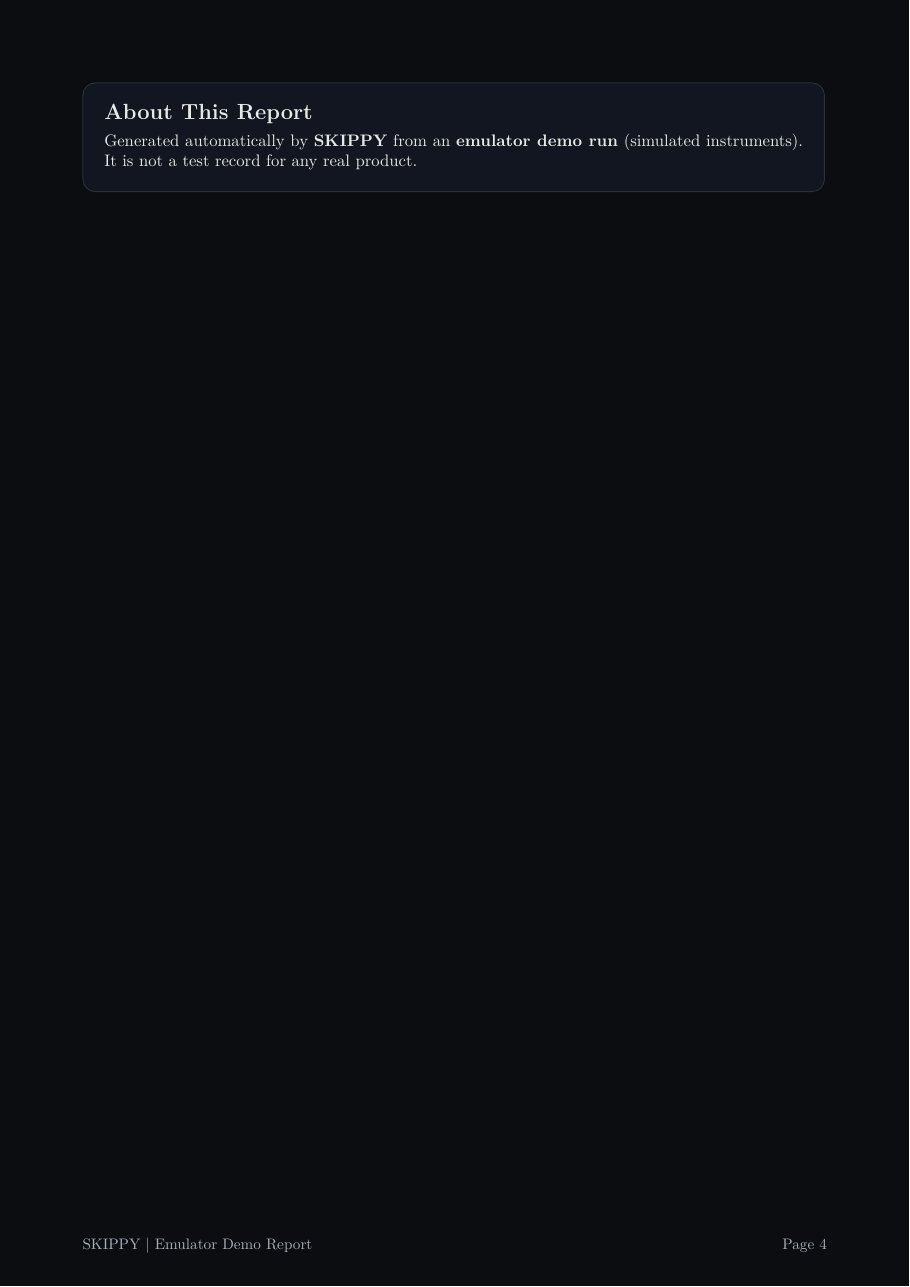 About This Report
Generated automatically by SKIPPY from an emulator demo run (simulated instruments).
It is not a test record for any real product.
SKIPPY | Emulator Demo Report
Page 4